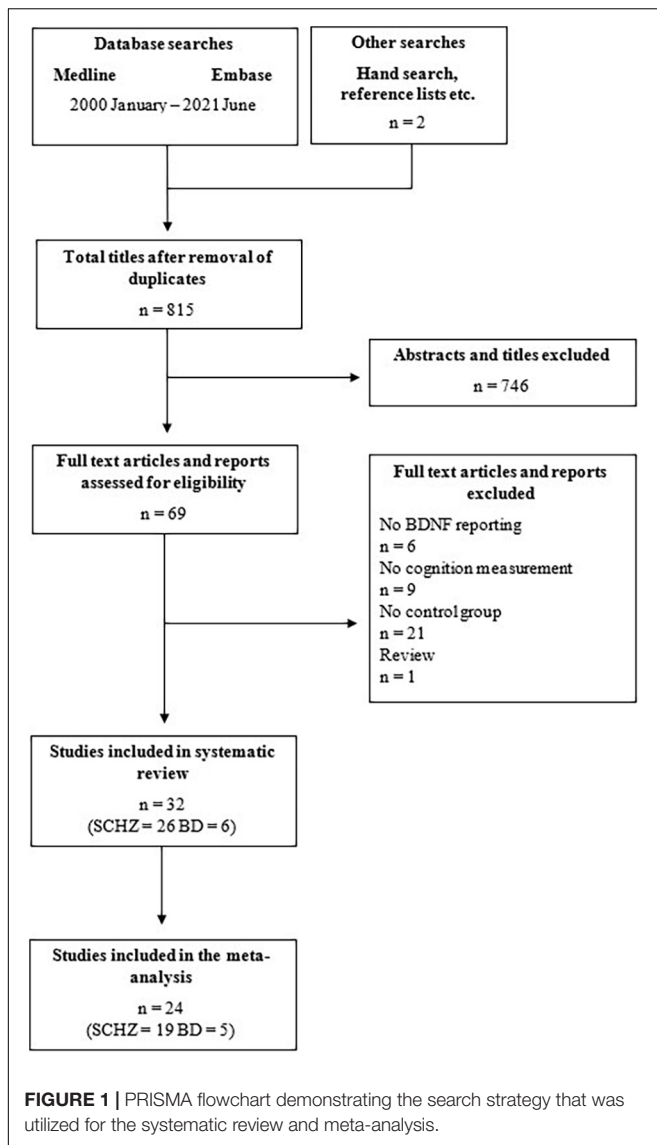 Database searches
Medline Embase
2000 January – 2021 June
Other searches
Hand search,
reference lists etc.
n = 2
Total titles after removal of
duplicates
n = 815
Abstracts and titles excluded
n = 746
Full text articles and reports
assessed for eligibility
n = 69
Full text articles and reports
excluded
No BDNF reporting
n = 6
No cognition measurement
n = 9
No control group
n = 21
Review
n = 1
Studies included in systematic
review
n = 32
(SCHZ = 26 BD = 6)
Studies included in the meta-
analysis
n = 24
(SCHZ = 19 BD = 5)
FIGURE 1 | PRISMA flowchart demonstrating the search strategy that was
utilized for the systematic review and meta-analysis.